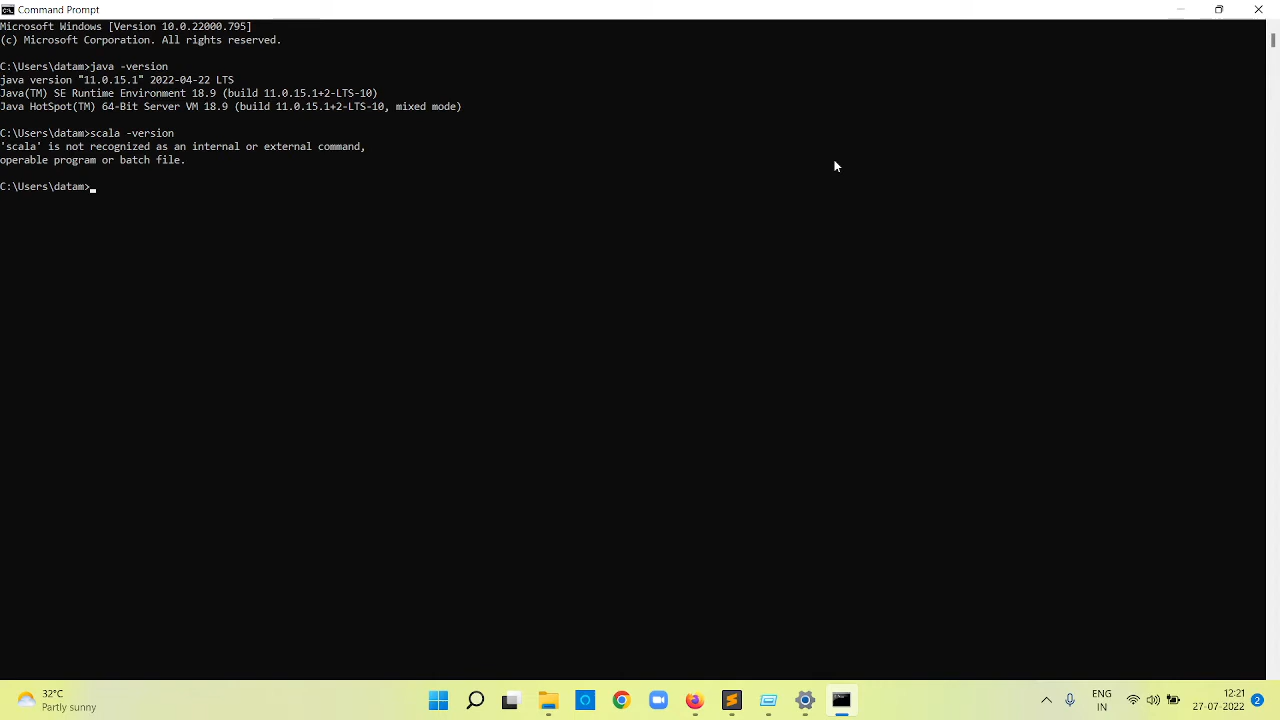 Command Prompt
Microsoft Windows [Version 10.0.22000.795]
(c) Microsoft Corporation. All rights reserved.
C:\Users\datam>java -version
java version "11.0.15.1" 2022-04-22 LTS
Java(TM) SE Runtime Environment 18.9 (build 11.0.15.1+2-LTS-10)
Java HotSpot(TM) 64-Bit Server VM 18.9 (build 11.0.15.1+2-LTS-10, mixed mode)
C:\Users\datam>scala -version
'scala' is not recognized as an internal or external command,
operable program or batch file.
C:\Users\datam>
32°C
Partly sunny
ENG
IN
12:21
27-07-2022
2